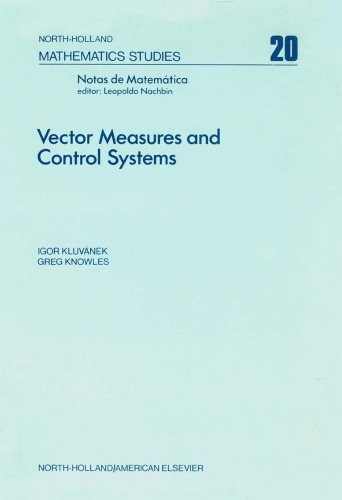 NORTH-HOLLAND
MATHEMATICS STUDIES
20
Notas de Matemática
editor: Leopoldo Nachbin
Vector Measures and
Control Systems
IGOR KLUVÁNEK
GREG KNOWLES
NORTH-HOLLAND/AMERICAN ELSEVIER